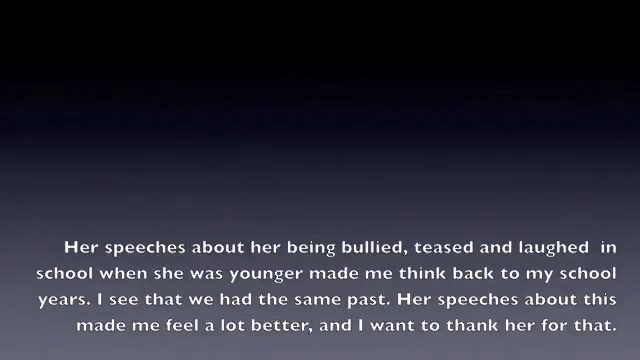 Her speeches about her being bullied, teased and laughed in
school when she was younger made me think back to my school
years. I see that we had the same past. Her speeches about this
made me feel a lot better, and I want to thank her for that.